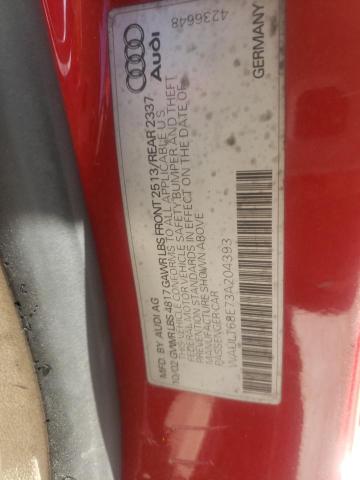 4236648
Audi
GERMANY
MFD. BY AUDI AG
10/02 GVWR LBS 4817 GAWR LBS FRONT 2513/REAR 2337
THIS CAR CONFORMS TO ALL APPLICABLE U.S.
FEDERAL MOTOR VEHICLE SAFETY BUMPER AND THEFT
PREVENTION STANDARDS IN EFFECT ON THE DATE OF
MANUFACTURE SHOWN ABOVE
PASSENGER CAR
WAULT68E73A204393